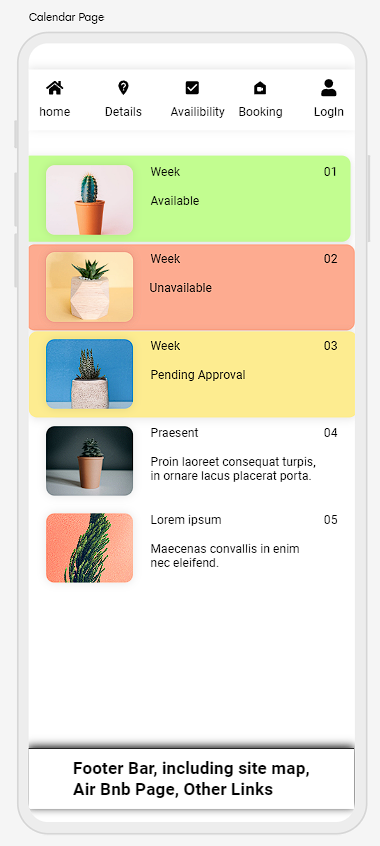 Calendar Page
home Details Availibility Booking LogIn
Week 01
Available
Week 02
Unavailable
Week 03
Pending Approval
Praesent 04
Proin laoreet consequat turpis,
in ornare lacus placerat porta.
Lorem ipsum 05
Maecenas convallis in enim
nec eleifend.
Footer Bar, including site map,
Air Bnb Page, Other Links